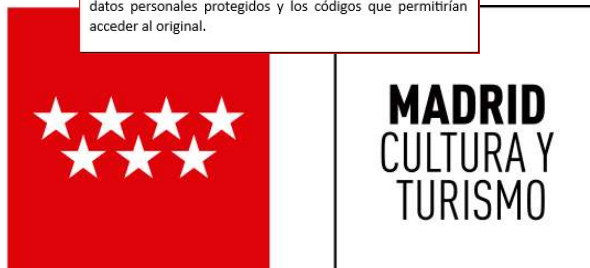 datos personales protegidos y los códigos que permitirían
acceder al original.
MADRID
CULTURA Y
TURISMO